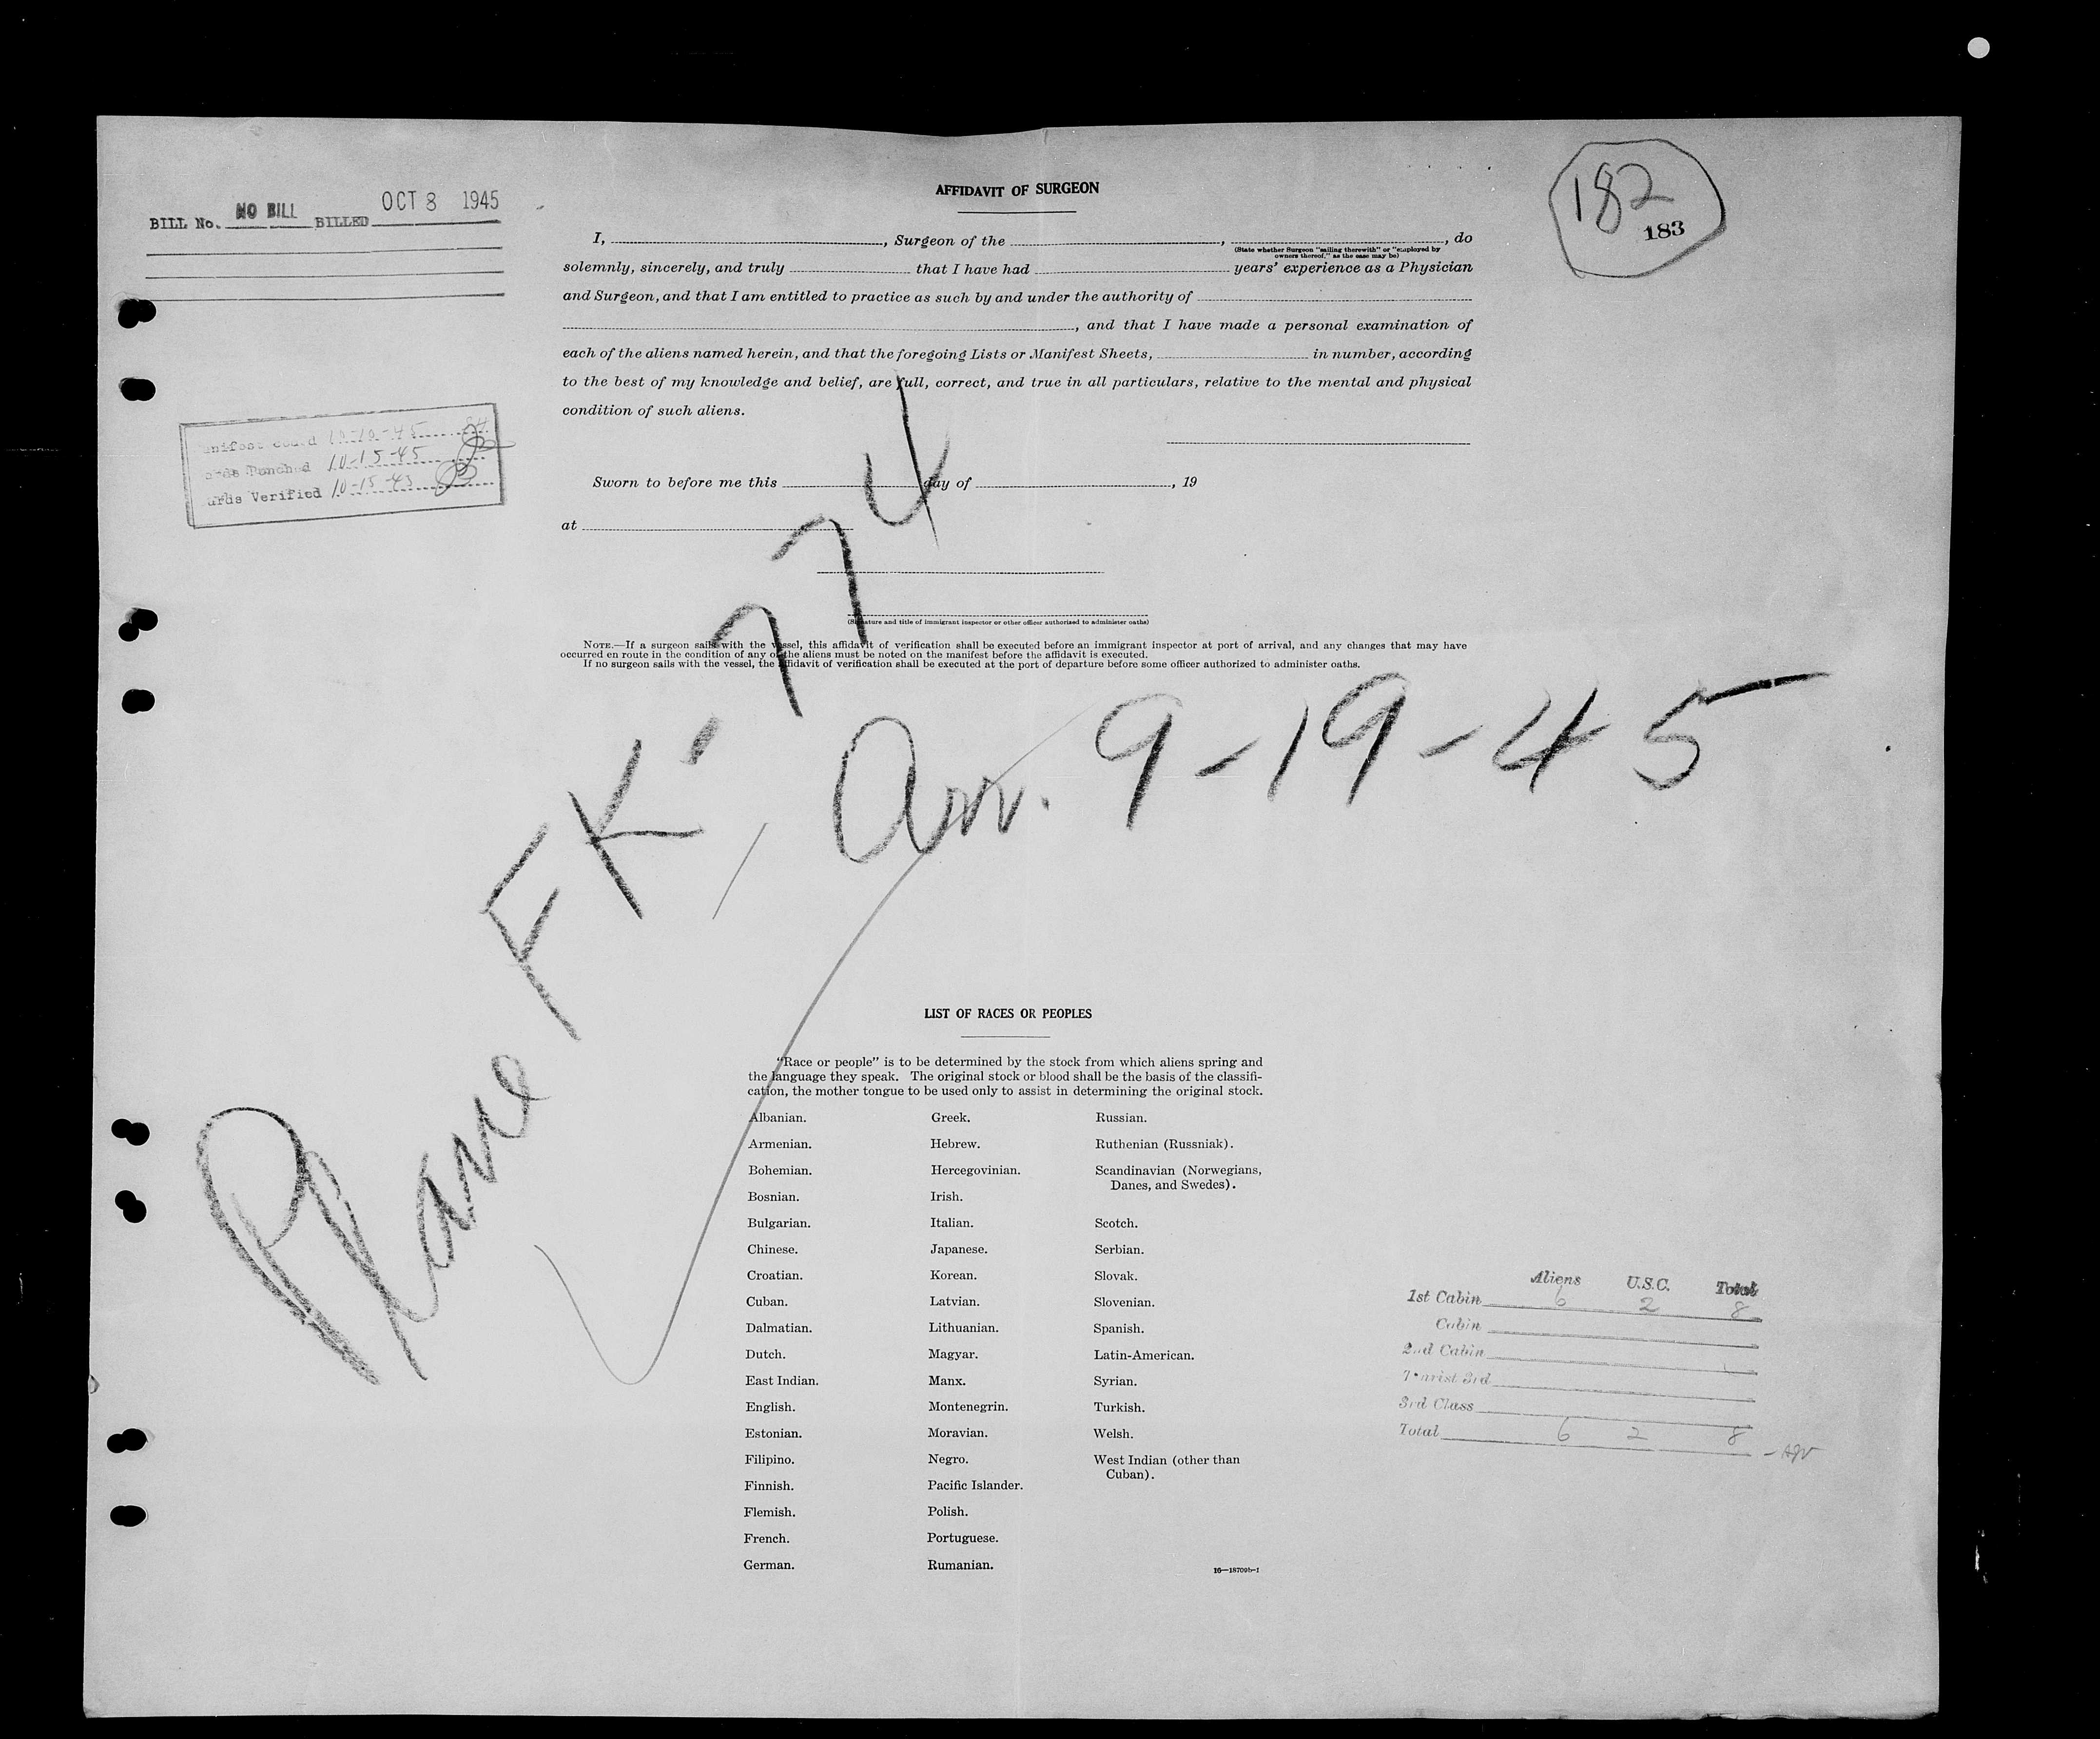 BILL No. NO BILL BILLED OCT 8 1945
182
183
AFFIDAVIT OF SURGEON
I, , Surgeon of the , , do
(State whether Surgeon "sailing therewith" or "employed by
owners thereof," as the case may be)
solemnly, sincerely, and truly that I have had years' experience as a Physician
and Surgeon, and that I am entitled to practice as such by and under the authority of
, and that I have made a personal examination of
each of the aliens named herein, and that the foregoing Lists or Manifest Sheets, in number, according
to the best of my knowledge and belief, are full, correct, and true in all particulars, relative to the mental and physical
condition of such aliens.
10-10-45
Punched 10-15-45
Verified 10-15-45
Sworn to before me this day of , 19
at
(Signature and title of immigrant inspector or other officer authorized to administer oaths)
NOTE.—If a surgeon sails with the vessel, this affidavit of verification shall be executed before an immigrant inspector at port of arrival, and any changes that may have
occurred en route in the condition of any of the aliens must be noted on the manifest before the affidavit is executed.
If no surgeon sails with the vessel, the affidavit of verification shall be executed at the port of departure before some officer authorized to administer oaths.
Plane FK-774
Arr. 9-19-45
LIST OF RACES OR PEOPLES
"Race or people" is to be determined by the stock from which aliens spring and
the language they speak. The original stock or blood shall be the basis of the classifi-
cation, the mother tongue to be used only to assist in determining the original stock.
Albanian.
Armenian.
Bohemian.
Bosnian.
Bulgarian.
Chinese.
Croatian.
Cuban.
Dalmatian.
Dutch.
East Indian.
English.
Estonian.
Filipino.
Finnish.
Flemish.
French.
German.
Greek.
Hebrew.
Hercegovinian.
Irish.
Italian.
Japanese.
Korean.
Latvian.
Lithuanian.
Magyar.
Manx.
Montenegrin.
Moravian.
Negro.
Pacific Islander.
Polish.
Portuguese.
Rumanian.
Russian.
Ruthenian (Russniak).
Scandinavian (Norwegians,
Danes, and Swedes).
Scotch.
Serbian.
Slovak.
Slovenian.
Spanish.
Latin-American.
Syrian.
Turkish.
Welsh.
West Indian (other than
Cuban).
16—18709b-1
Aliens U.S.C. Total
1st Cabin 6 2 8
Cabin
2nd Cabin
Tourist 3rd
3rd Class
Total 6 2 8